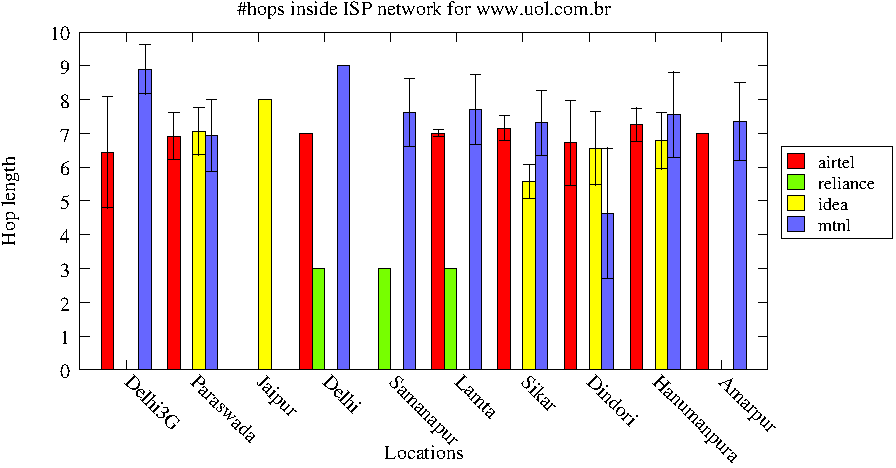 #hops inside ISP network for www.uol.com.br
10
9
8
7
6
5
4
3
2
1
0
Hop length
airtel
reliance
idea
mtnl
Delhi3G
Paraswada
Jaipur
Delhi
Samanapur
Lamta
Sikar
Dindori
Hanumanpura
Amarpur
Locations